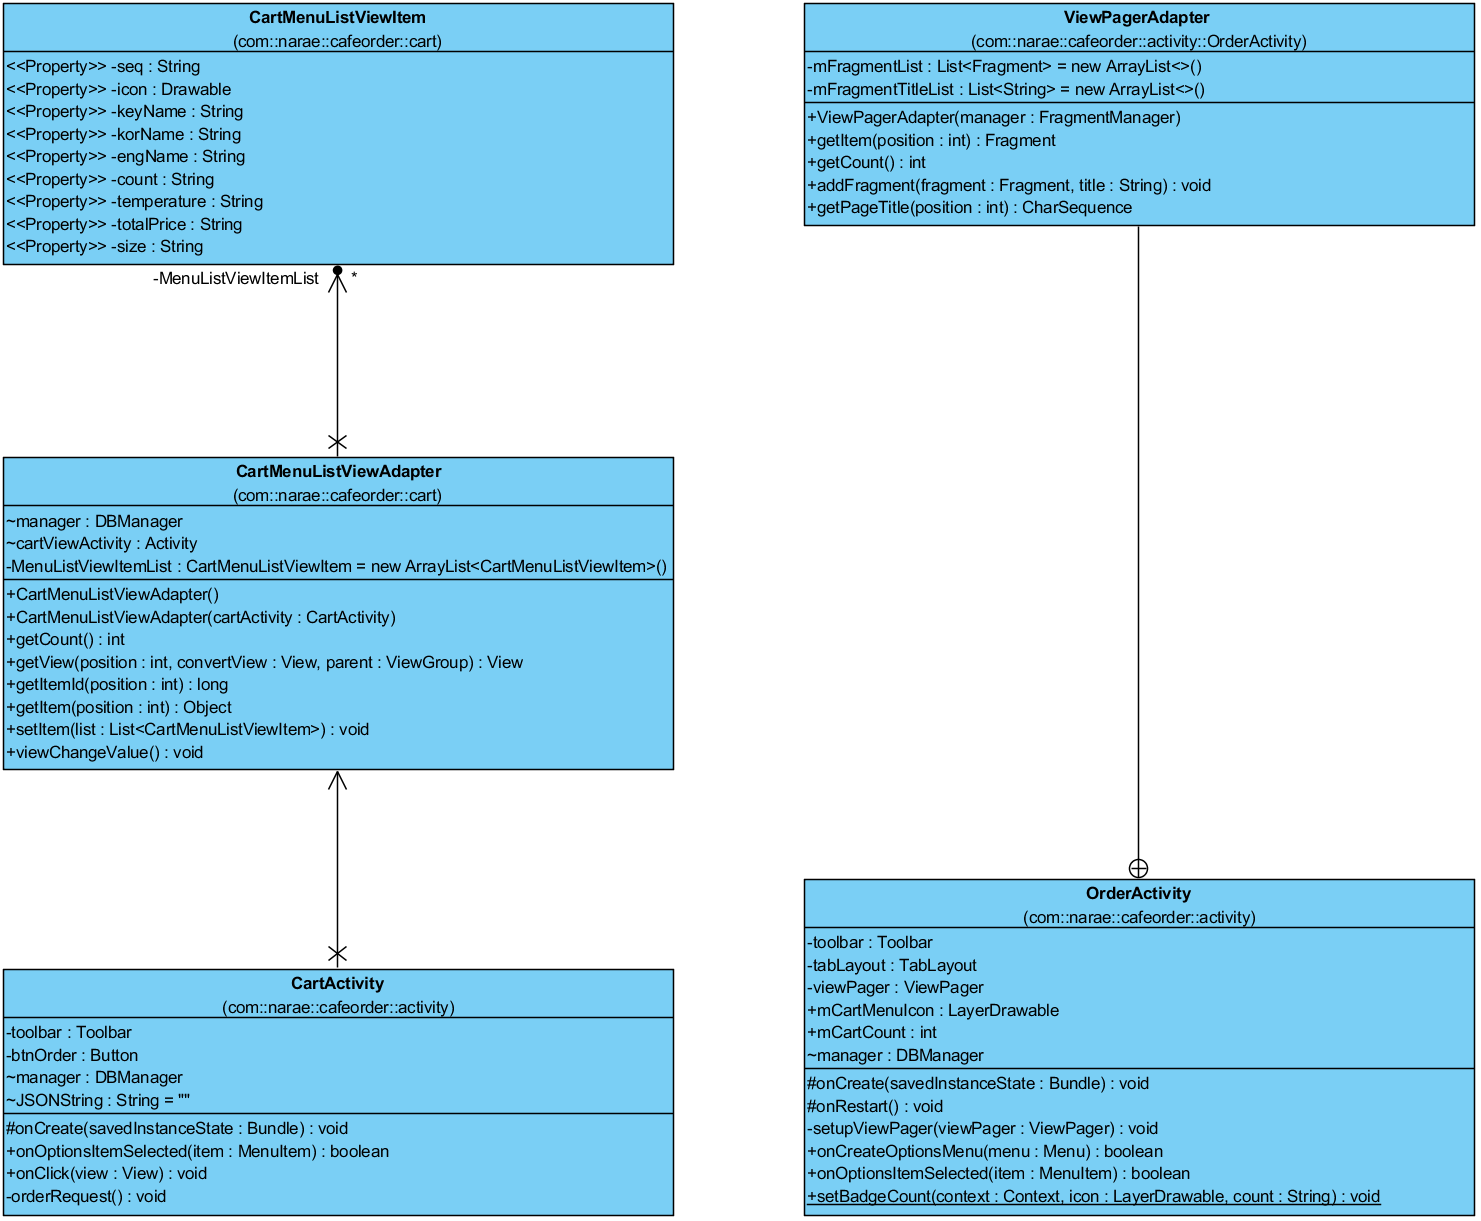 CartMenuListViewItem
(com::narae::cafeorder::cart)
<<Property>> -seq : String
<<Property>> -icon : Drawable
<<Property>> -keyName : String
<<Property>> -korName : String
<<Property>> -engName : String
<<Property>> -count : String
<<Property>> -temperature : String
<<Property>> -totalPrice : String
<<Property>> -size : String
-MenuListViewItemList *
CartMenuListViewAdapter
(com::narae::cafeorder::cart)
~manager : DBManager
~cartViewActivity : Activity
-MenuListViewItemList : CartMenuListViewItem = new ArrayList<CartMenuListViewItem>()
+CartMenuListViewAdapter()
+CartMenuListViewAdapter(cartActivity : CartActivity)
+getCount() : int
+getView(position : int, convertView : View, parent : ViewGroup) : View
+getItemId(position : int) : long
+getItem(position : int) : Object
+setItem(list : List<CartMenuListViewItem>) : void
+viewChangeValue() : void
CartActivity
(com::narae::cafeorder::activity)
-toolbar : Toolbar
-btnOrder : Button
~manager : DBManager
~JSONString : String = ""
#onCreate(savedInstanceState : Bundle) : void
+onOptionsItemSelected(item : MenuItem) : boolean
+onClick(view : View) : void
-orderRequest() : void
ViewPagerAdapter
(com::narae::cafeorder::activity::OrderActivity)
-mFragmentList : List<Fragment> = new ArrayList<>()
-mFragmentTitleList : List<String> = new ArrayList<>()
+ViewPagerAdapter(manager : FragmentManager)
+getItem(position : int) : Fragment
+getCount() : int
+addFragment(fragment : Fragment, title : String) : void
+getPageTitle(position : int) : CharSequence
OrderActivity
(com::narae::cafeorder::activity)
-toolbar : Toolbar
-tabLayout : TabLayout
-viewPager : ViewPager
+mCartMenuIcon : LayerDrawable
+mCartCount : int
~manager : DBManager
#onCreate(savedInstanceState : Bundle) : void
#onRestart() : void
-setupViewPager(viewPager : ViewPager) : void
+onCreateOptionsMenu(menu : Menu) : boolean
+onOptionsItemSelected(item : MenuItem) : boolean
+setBadgeCount(context : Context, icon : LayerDrawable, count : String) : void